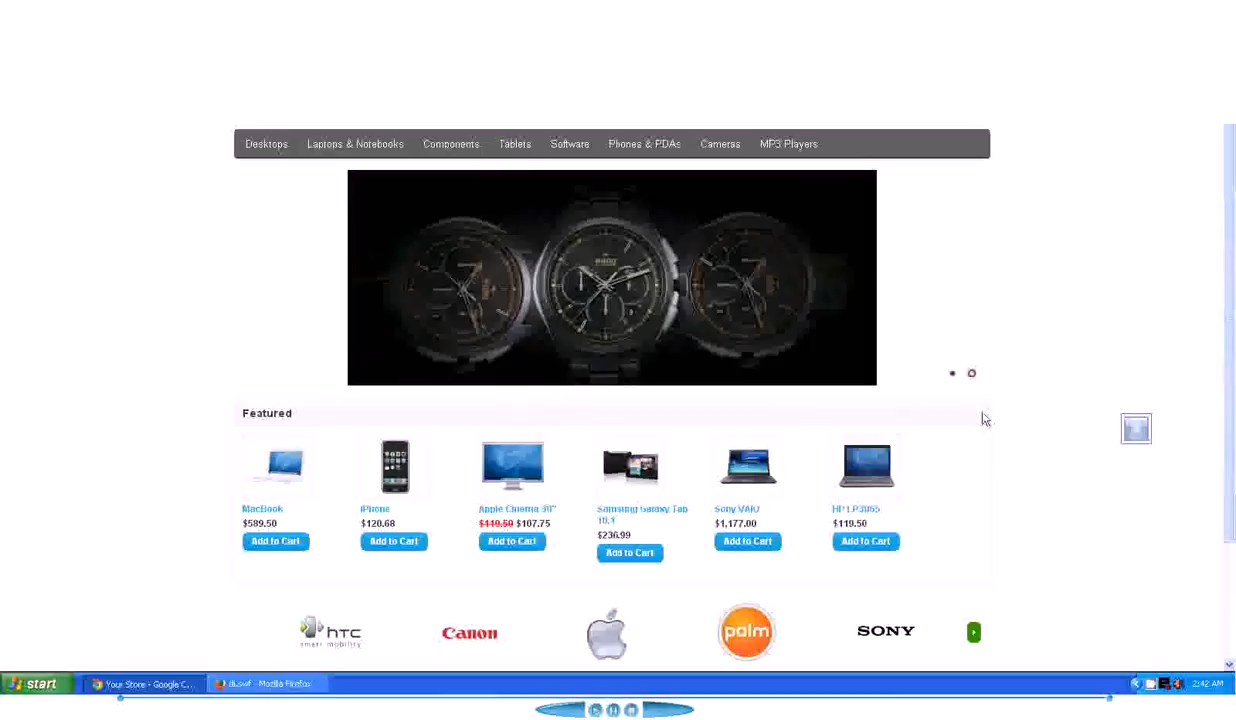 Desktops Laptops & Notebooks Components Tablets Software Phones & PDAs Cameras MP3 Players
Featured
MacBook
$589.50
Add to Cart
iPhone
$120.68
Add to Cart
Apple Cinema 30"
$119.50 $107.75
Add to Cart
Samsung Galaxy Tab
10.1
$236.99
Add to Cart
Sony VAIO
$1,177.00
Add to Cart
HP LP3065
$119.50
Add to Cart
hTC
smart mobility
Canon
palm
SONY
start
Your Store - Google C...
- Mozilla Firefox
2:42 AM